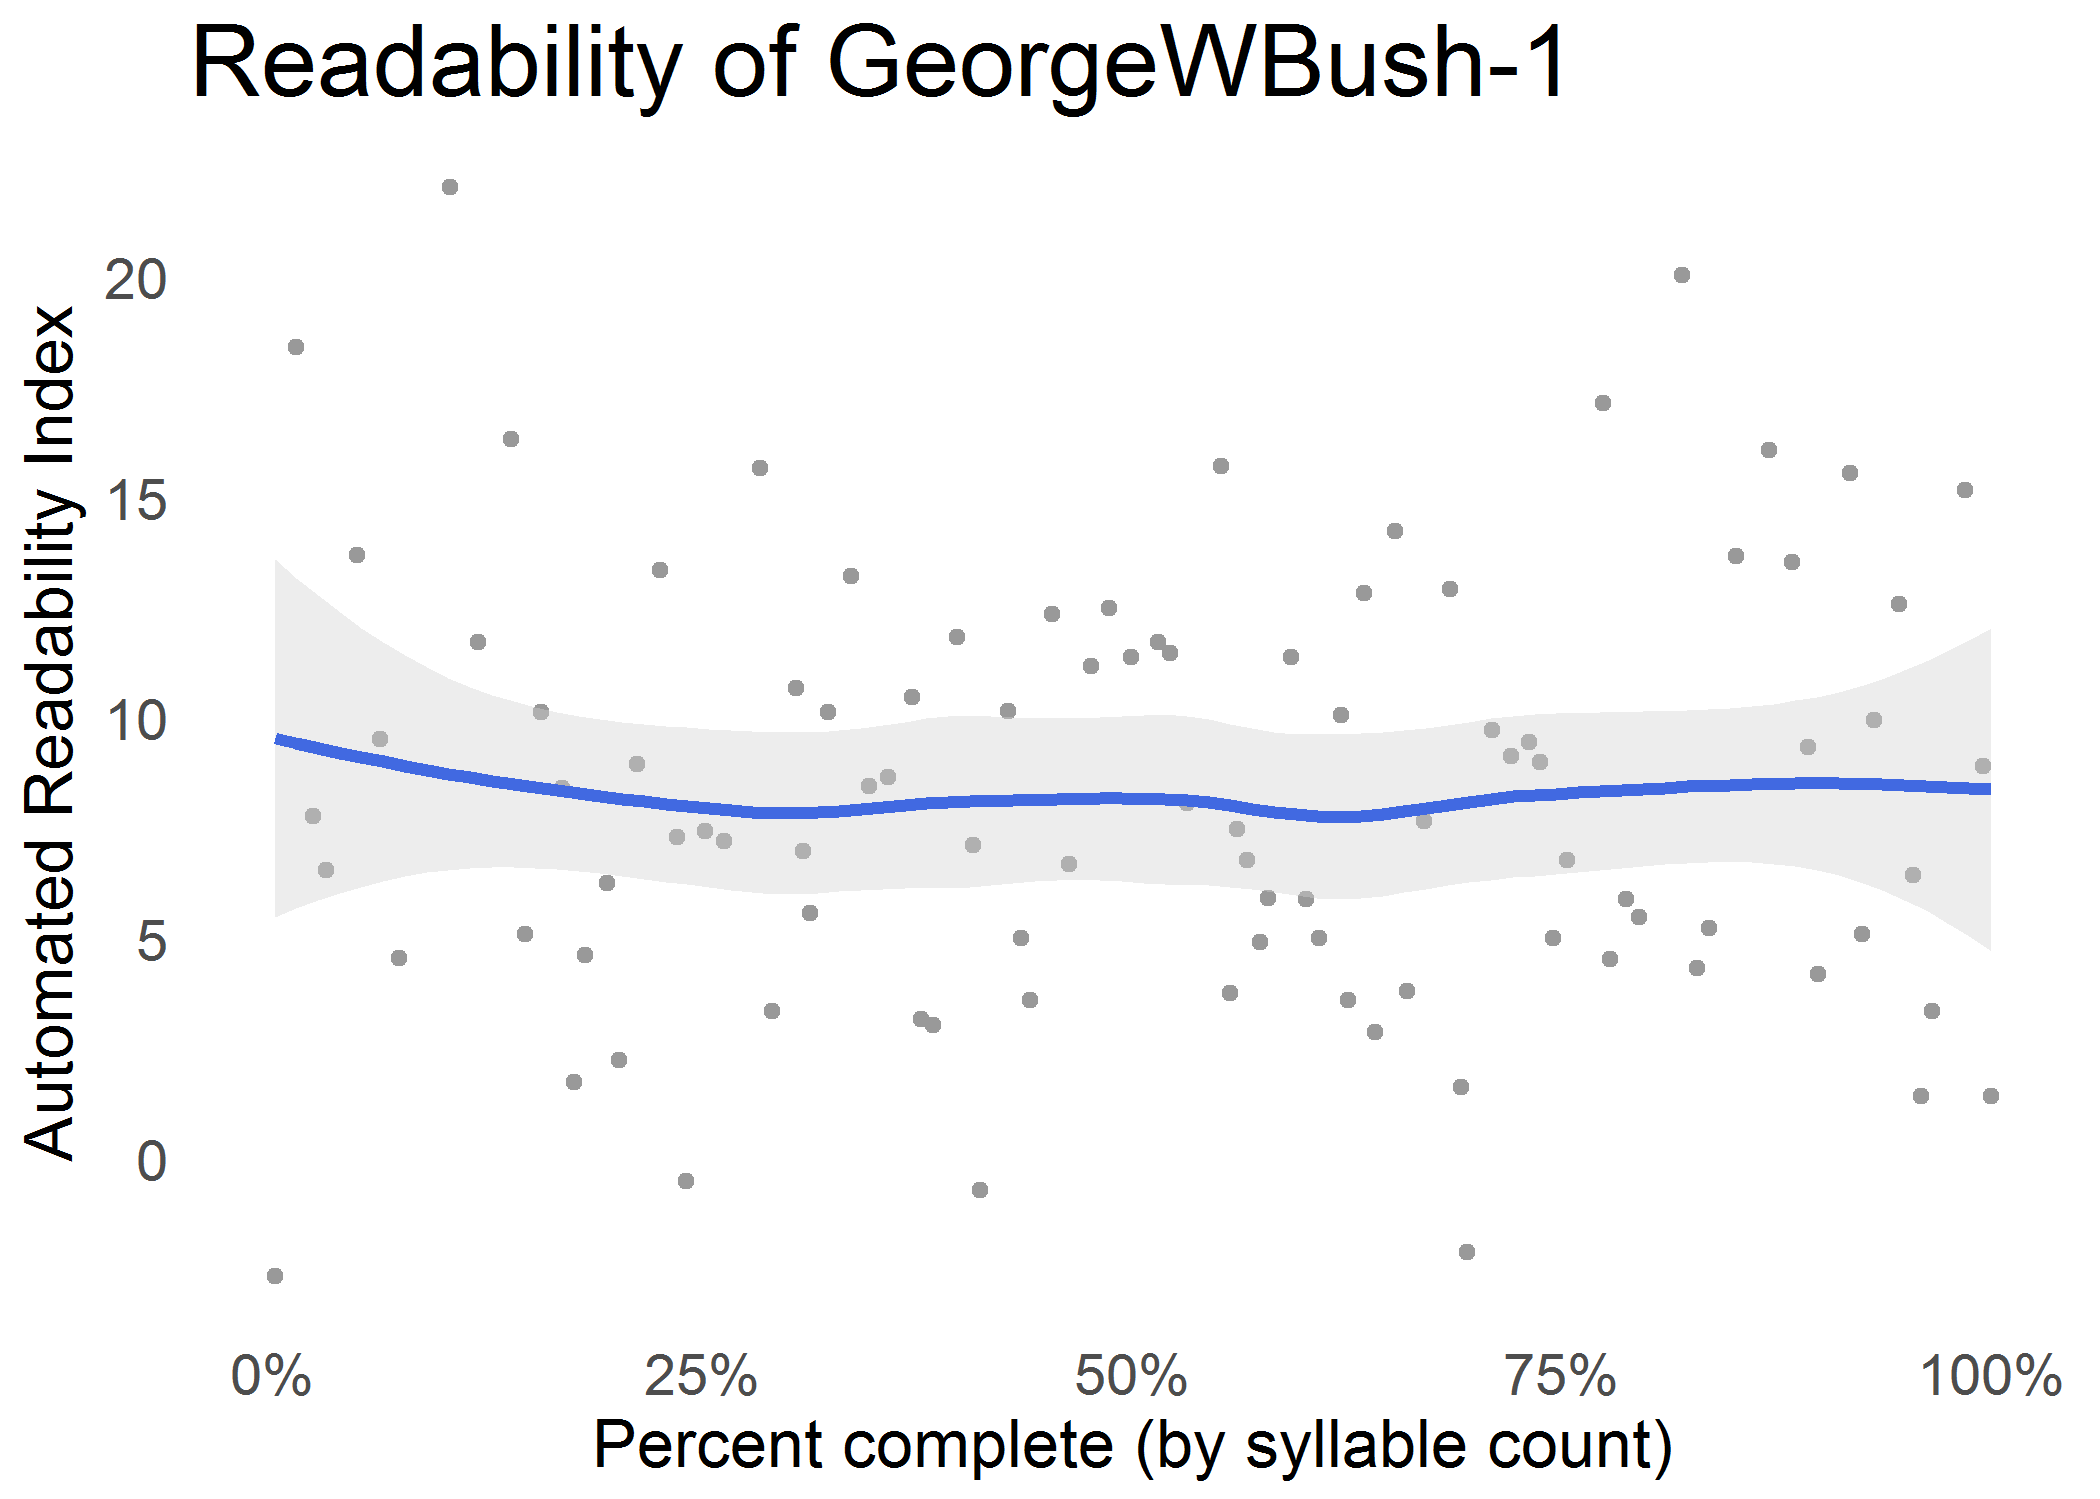 Readability of GeorgeWBush-1
Automated Readability Index
20
15
10
5
0
0% 25% 50% 75% 100%
Percent complete (by syllable count)